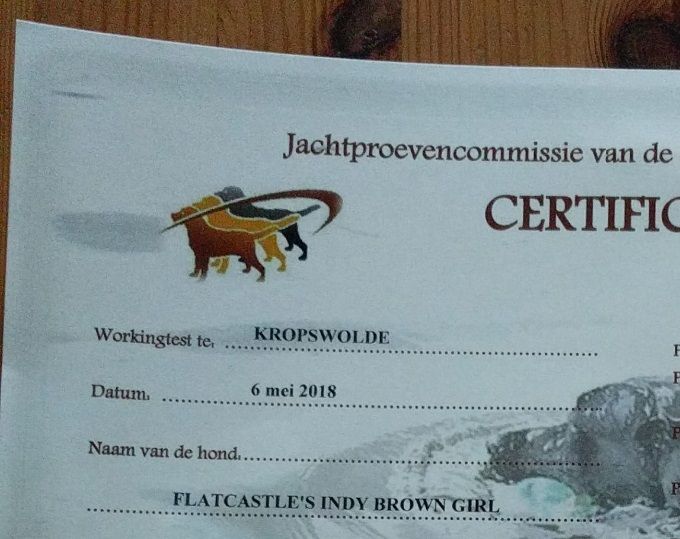 Jachtproevencommissie van de
CERTIFIC
Workingtest te: KROPSWOLDE
Datum: 6 mei 2018
Naam van de hond:
FLATCASTLE'S INDY BROWN GIRL